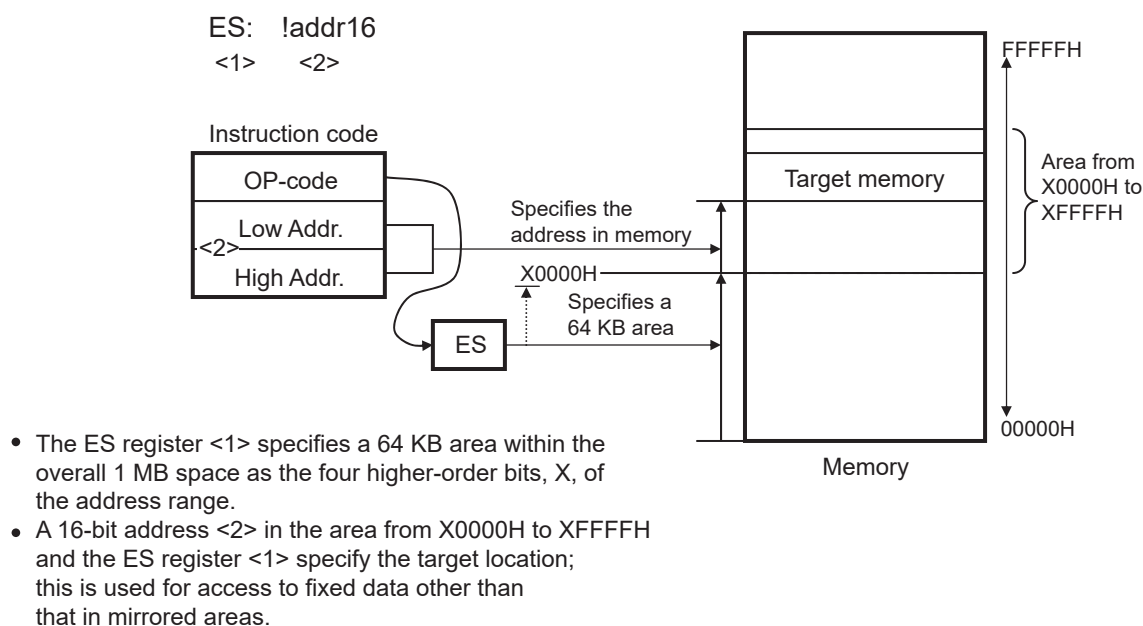 ES: !addr16
<1> <2>
Instruction code
OP-code
Low Addr.
<2>
High Addr.
ES
Specifies the
address in memory
X0000H
Specifies a
64 KB area
Target memory
Memory
FFFFFH
Area from
X0000H to
XFFFFH
00000H
• The ES register <1> specifies a 64 KB area within the
overall 1 MB space as the four higher-order bits, X, of
the address range.
• A 16-bit address <2> in the area from X0000H to XFFFFH
and the ES register <1> specify the target location;
this is used for access to fixed data other than
that in mirrored areas.